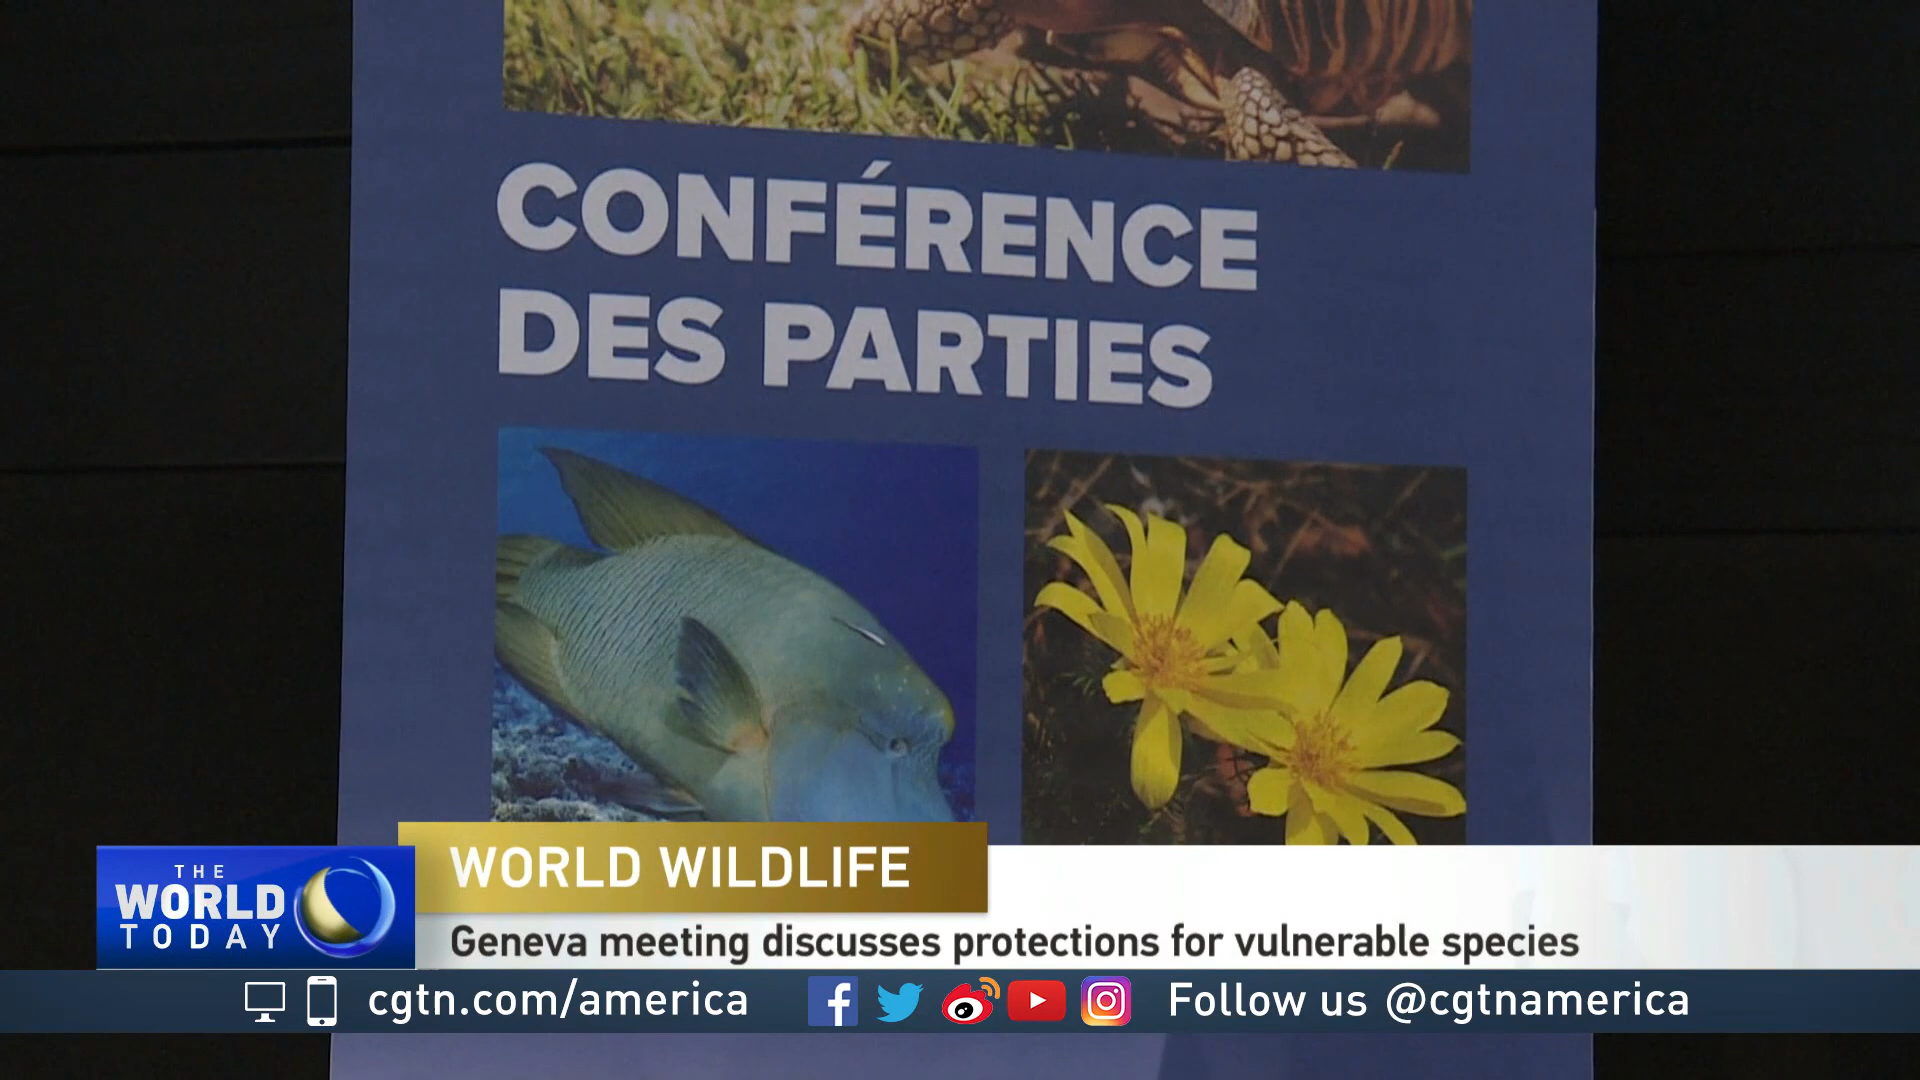 CONFÉRENCE
DES PARTIES
WORLD WILDLIFE
THE
WORLD
TODAY
Geneva meeting discusses protections for vulnerable species
cgtn.com/america
Follow us @cgtnamerica